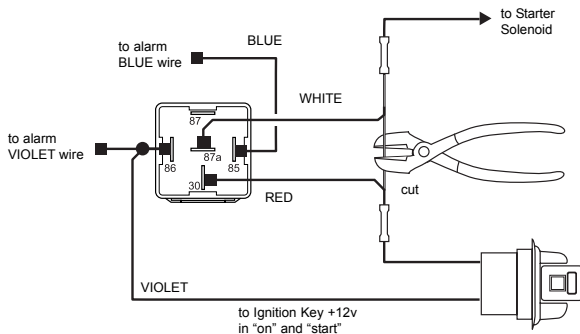 to Starter
Solenoid
to alarm
BLUE wire
BLUE
WHITE
87
to alarm
VIOLET wire
86
87a
85
30
cut
RED
VIOLET
to Ignition Key +12v
in “on” and “start”